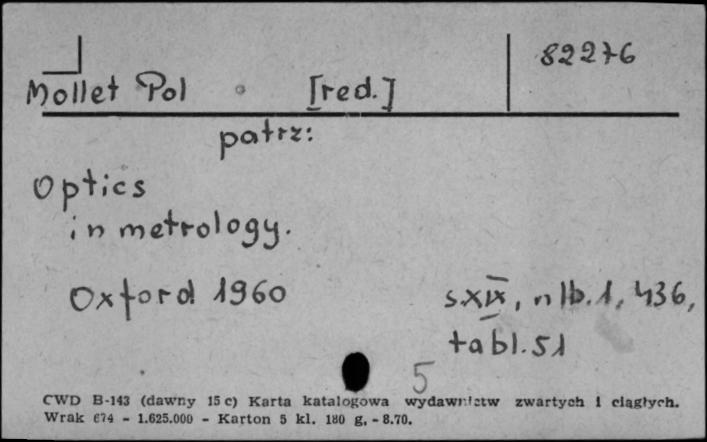 82276
Mollet Pol [red.]
patrz:
Optics
in metrology.
Oxford 1960
s.XIX, nlb.1, 436,
tabl.51
5
CWD B-143 (dawny 15 c) Karta katalogowa wydawnictw zwartych i ciągłych.
Wrak 674 - 1.625.000 - Karton 5 kl. 180 g. - 8.70.